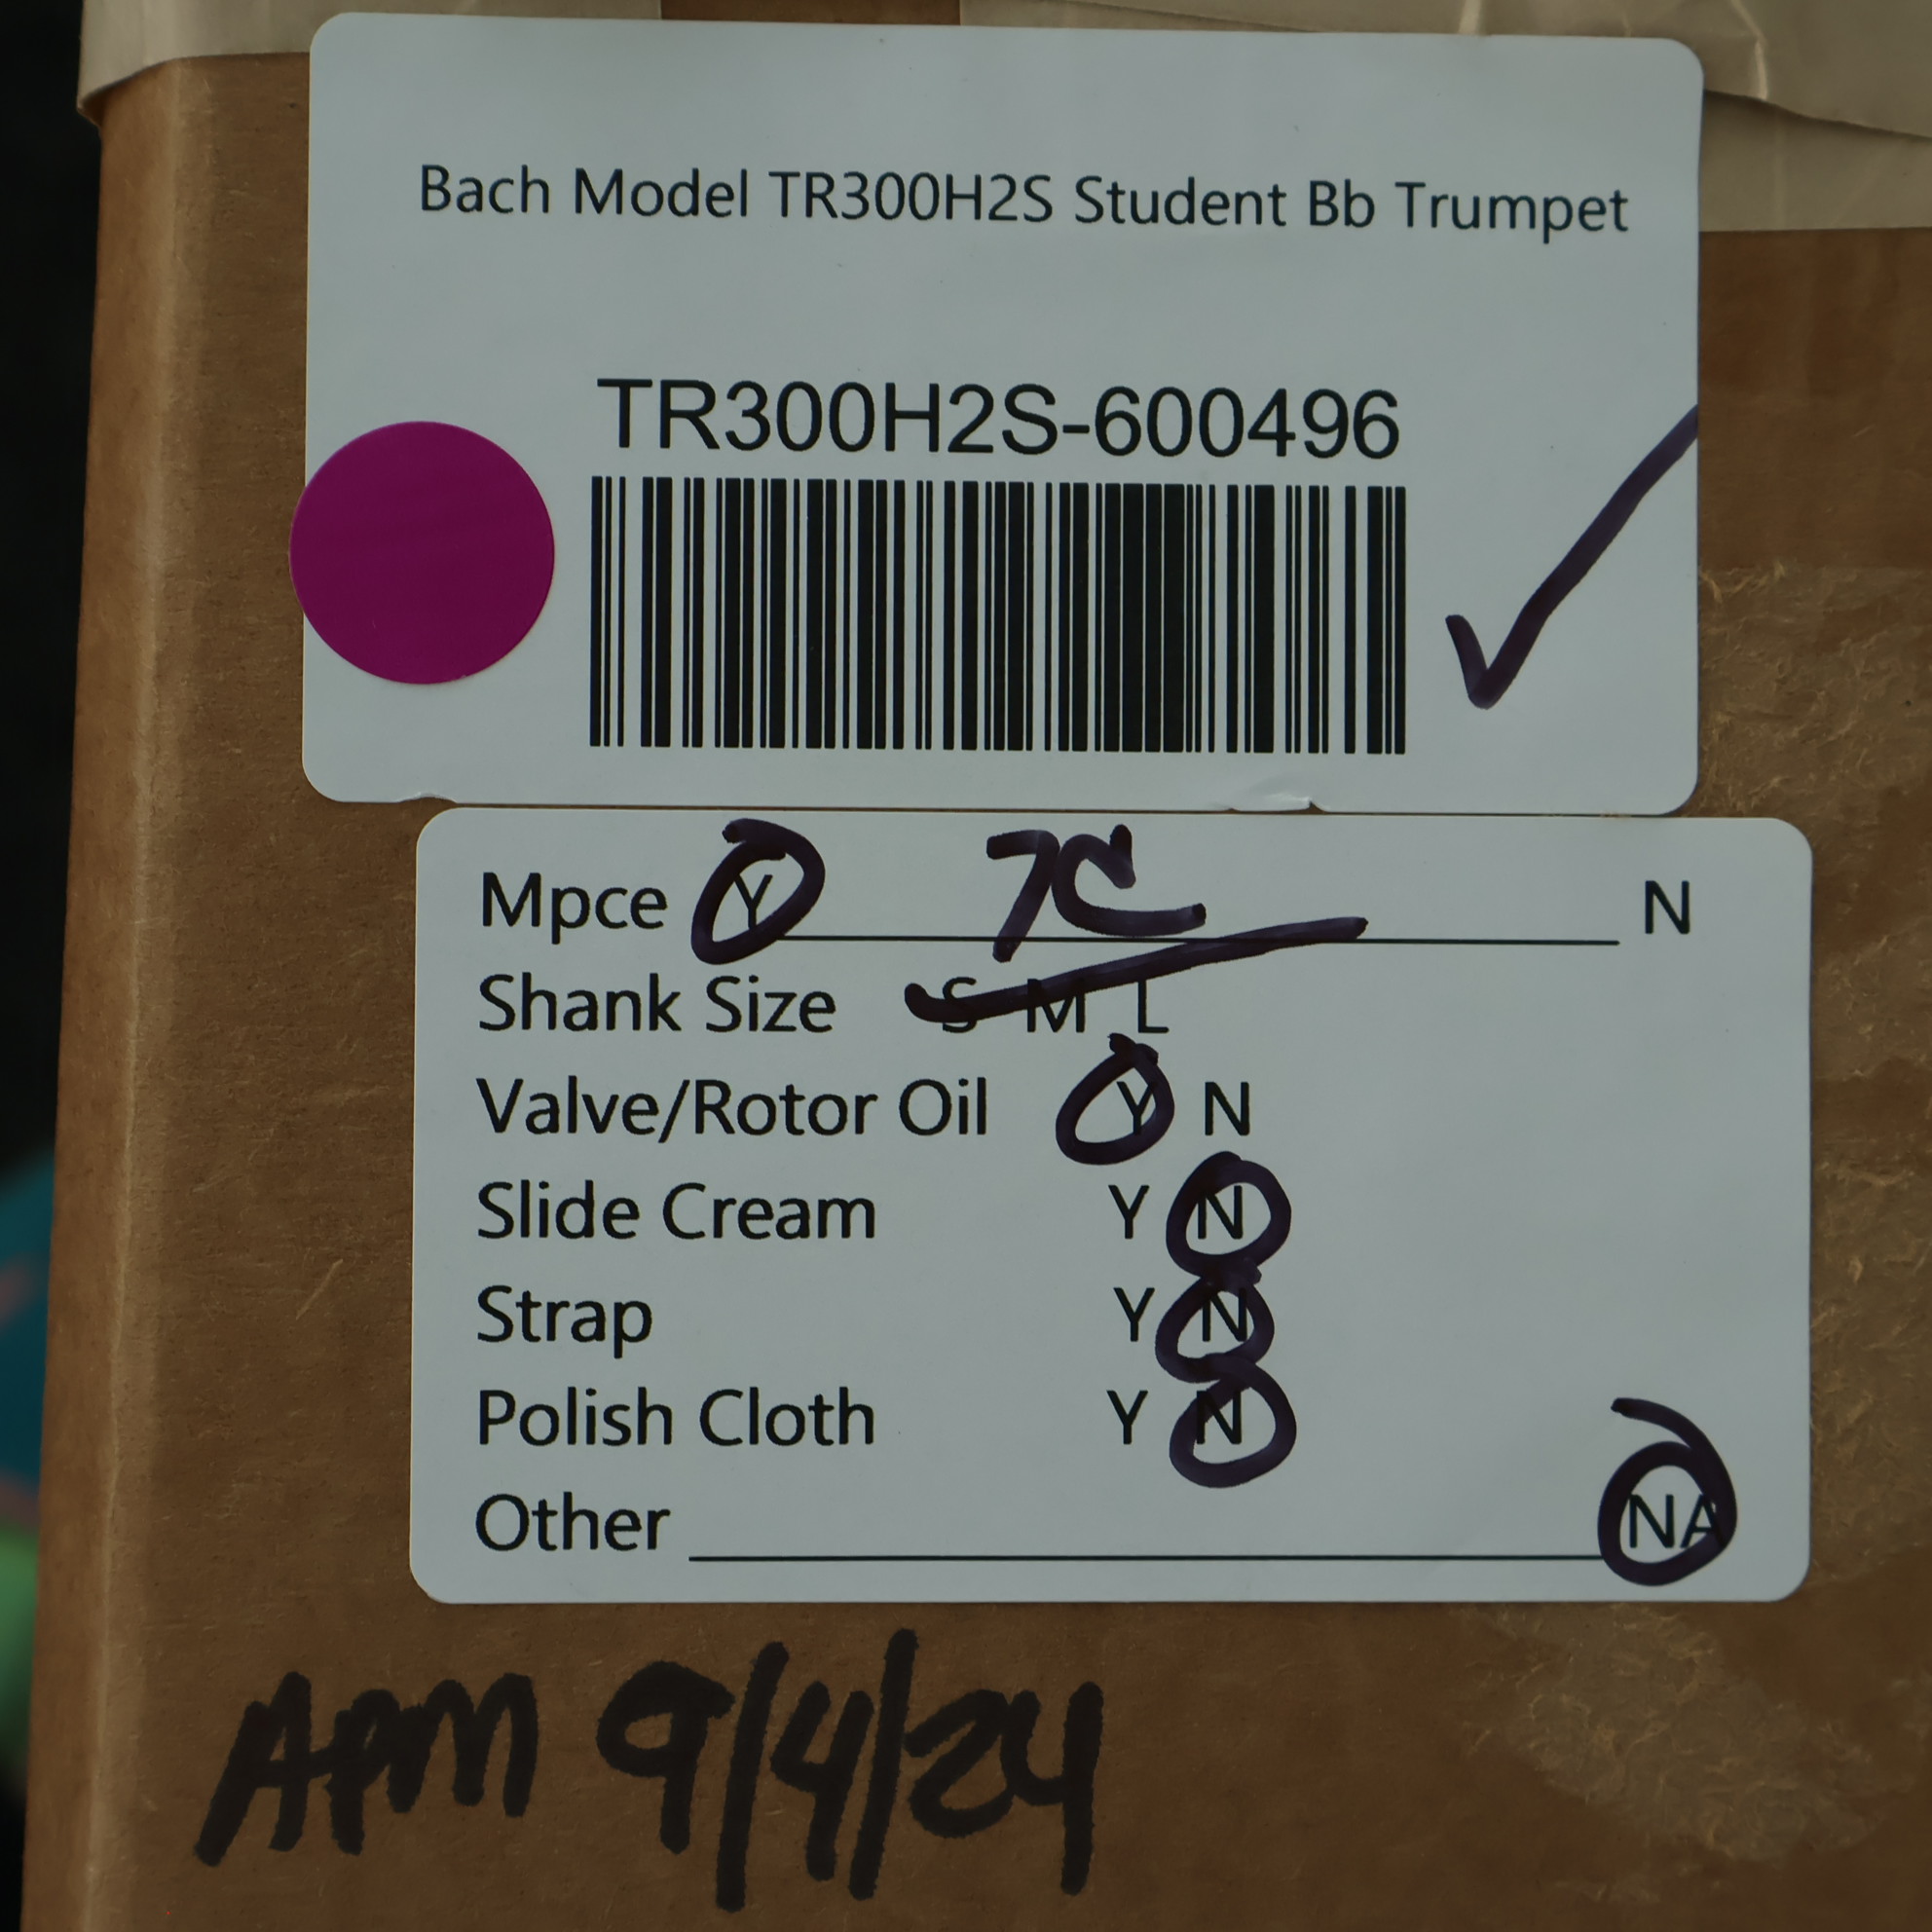 Bach Model TR300H2S Student Bb Trumpet
TR300H2S-600496
Mpce Y 7C N
Shank Size S M L
Valve/Rotor Oil Y N
Slide Cream Y N
Strap Y N
Polish Cloth Y N
Other NA
APM 9/4/24